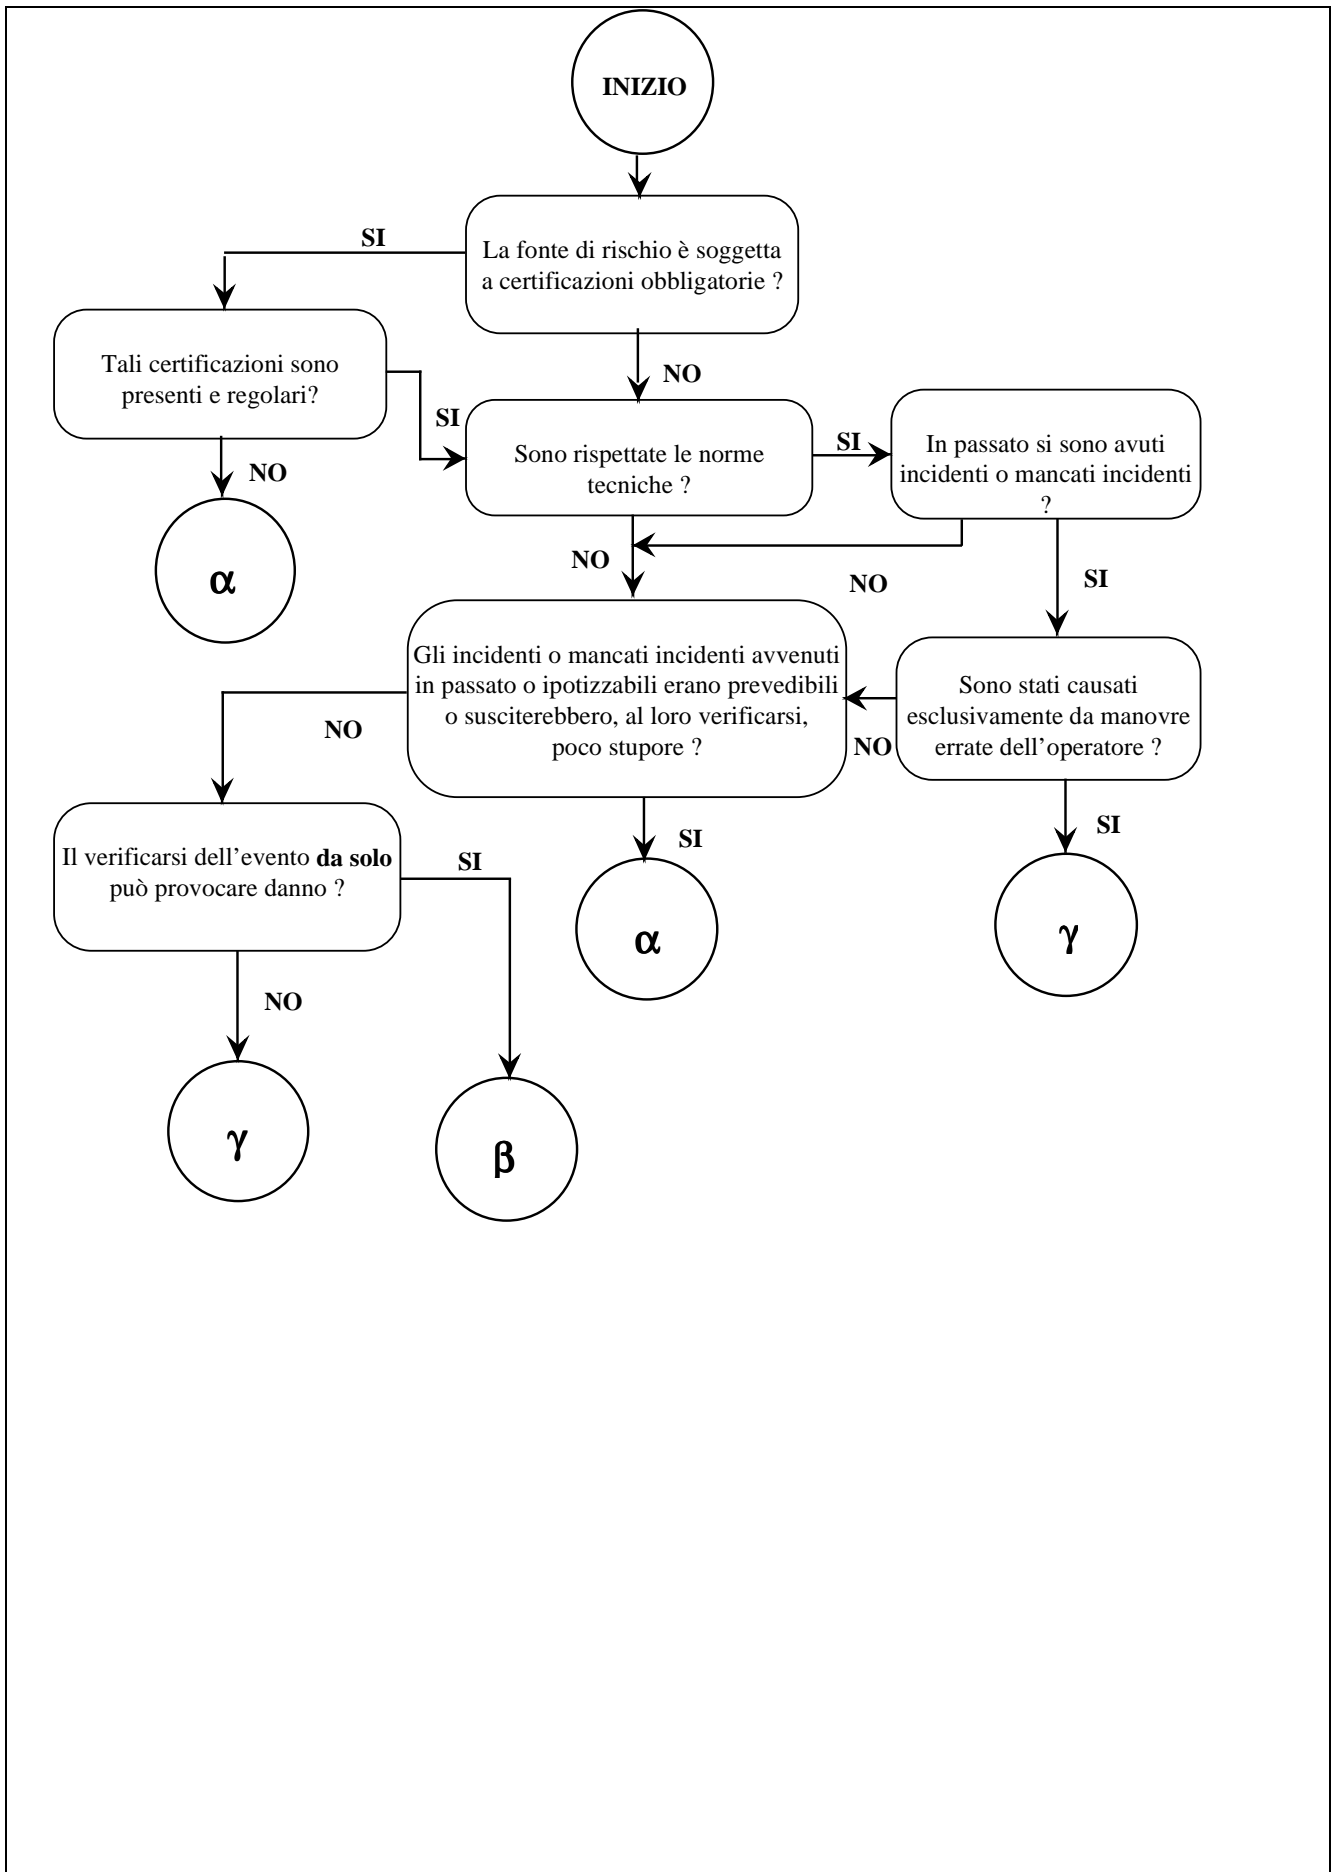 INIZIO
SI
La fonte di rischio è soggetta
a certificazioni obbligatorie ?
Tali certificazioni sono
presenti e regolari?
NO
SI
Sono rispettate le norme
tecniche ?
SI
In passato si sono avuti
incidenti o mancati incidenti
?
NO
α
NO
NO
SI
Gli incidenti o mancati incidenti avvenuti
in passato o ipotizzabili erano prevedibili
o susciterebbero, al loro verificarsi,
poco stupore ?
Sono stati causati
esclusivamente da manovre
errate dell’operatore ?
NO
NO
SI
SI
Il verificarsi dell’evento da solo
può provocare danno ?
SI
α
γ
NO
γ
β